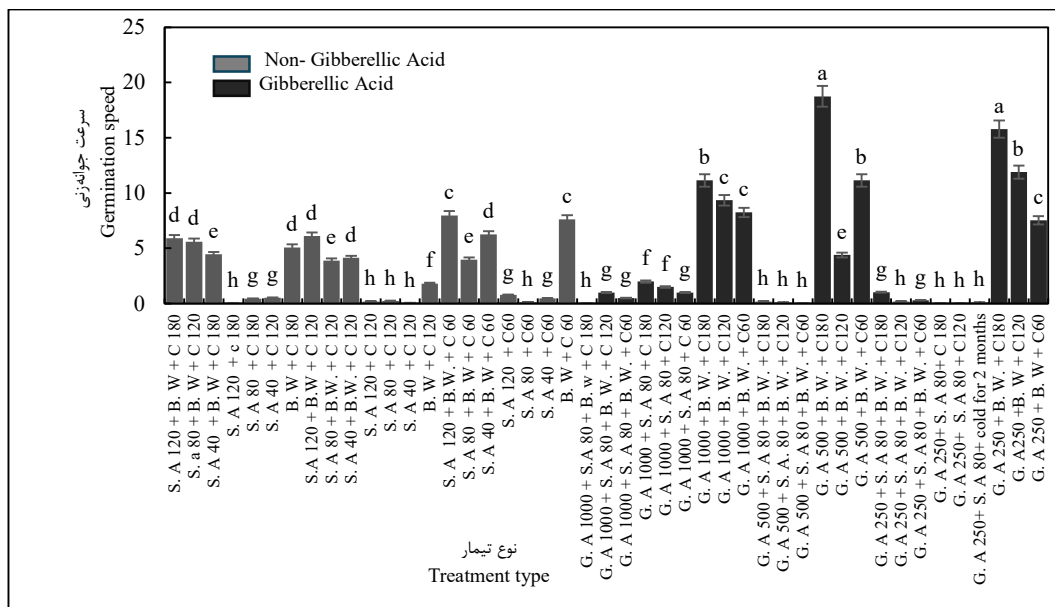 25
20
15
10
5
0
سرعت جوانه‌زنی
Germination speed
Non- Gibberellic Acid
Gibberellic Acid
d d e h g g d d e d h h h f c e d g g g c h g g f f g b c c h h h a e b g h g h h h a b c
S. A 120 + B. W + C 180
S. a 80 + B. W + C 120
S. A 40 + B. W + C 180
S. A 120 + c 180
S. A 80 + C 180
S. A 40 + C 120
B. W + C 180
S.A 120 + B.W + C 120
S. A 80 + B.W. + C 120
S. A 40 + B.W. + C 120
S. A 120 + C 120
S. A 80 + C 120
S. A 40 + C 120
B. W + C 120
S. A 120 + B. W. + C 60
S. A 80 + B. W. + C 60
S. A 40 + B. W. + C 60
S. A 120 + C60
S. A 80 + C60
S. A 40 + C60
B. W + C 60
G. A 1000 + S.A 80 + B.w. + C 180
G. A 1000 + S. A 80 + B.W. + C120
G. A 1000 + S. A 80 + B.W. + C60
G. A 1000 + S. A 80 + C180
G. A 1000 + S. A 80 + C120
G. A 1000 + S. A 80 + C 60
G. A 1000 + B. W. + C180
G. A 1000 + B. W. + C120
G. A 1000 + B. W. + C60
G. A 500 + S. A 80 + B.W. + C180
G. A 500 + S. A. 80 + B.W. + C120
G. A 500 + S. A 80 + B.W. + C60
G. A 500 + B. W. + C180
G. A 500 + B. W. + C120
G. A 500 + B. W. + C60
G. A 250 + S. A 80 + B.W. + C180
G. A 250 + S. A 80 + B.W. + C120
G. A 250 + S. A 80 + B.W. + C60
G. A 250+ S. A 80+ C180
G. A 250+ S. A 80+ C120
G. A 250+ S. A 80+ cold for 2 months
G. A 250 + B. W. + C180
G. A 250 +B. W + C120
G. A 250 + B.W + C60
نوع تیمار
Treatment type